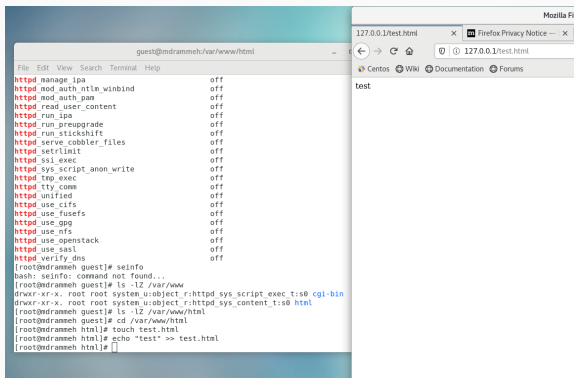 guest@mdrammeh:/var/www/html
File Edit View Search Terminal Help
httpd_manage_ipa off
httpd_mod_auth_ntlm_winbind off
httpd_mod_auth_pam off
httpd_read_user_content off
httpd_run_ipa off
httpd_run_preupgrade off
httpd_run_stickshift off
httpd_serve_cobbler_files off
httpd_setrlimit off
httpd_ssi_exec off
httpd_sys_script_anon_write off
httpd_tmp_exec off
httpd_tty_comm off
httpd_unified off
httpd_use_cifs off
httpd_use_fusefs off
httpd_use_gpg off
httpd_use_nfs off
httpd_use_openstack off
httpd_use_sasl off
httpd_verify_dns off
[root@mdrammeh guest]# seinfo
bash: seinfo: command not found...
[root@mdrammeh guest]# ls -lZ /var/www
drwxr-xr-x. root root system_u:object_r:httpd_sys_script_exec_t:s0 cgi-bin
drwxr-xr-x. root root system_u:object_r:httpd_sys_content_t:s0 html
[root@mdrammeh guest]# ls -lZ /var/www/html
[root@mdrammeh guest]# cd /var/www/html
[root@mdrammeh html]# touch test.html
[root@mdrammeh html]# echo "test" >> test.html
[root@mdrammeh html]#
Mozilla Fi
127.0.0.1/test.html
Firefox Privacy Notice —
127.0.0.1/test.html
Centos Wiki Documentation Forums
test